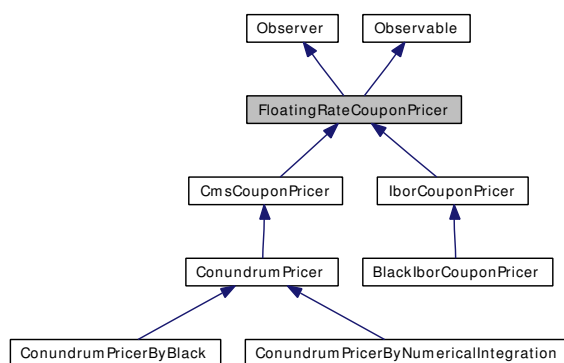 Observer
Observable
FloatingRateCouponPricer
CmsCouponPricer
IborCouponPricer
ConundrumPricer
BlackIborCouponPricer
ConundrumPricerByBlack
ConundrumPricerByNumericalIntegration